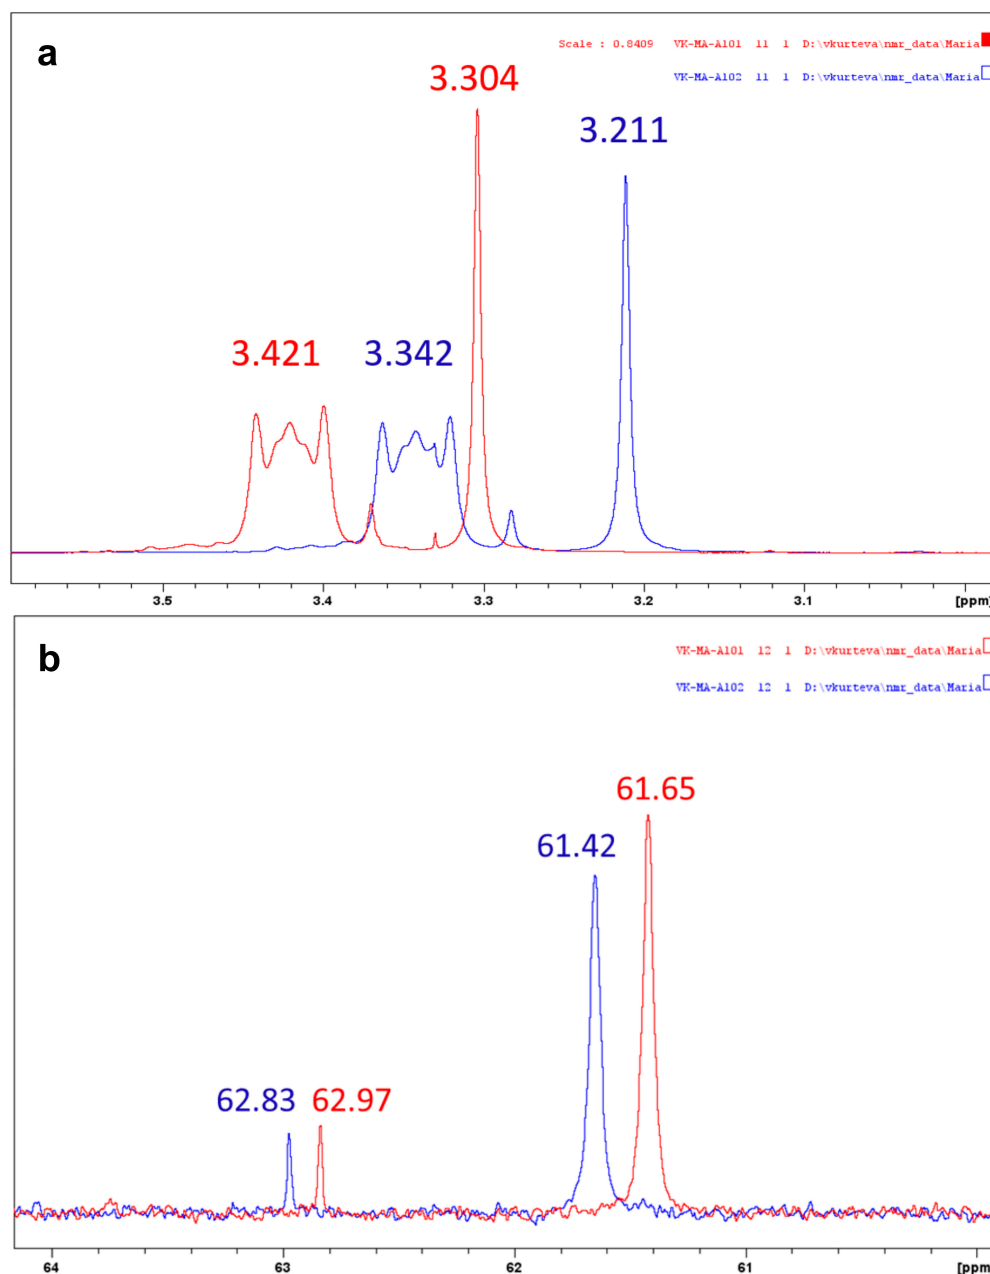 a
Scale : 0.8409 VK-MA-A101 11 1 D:\vkurteva\nmr_data\Maria
VK-MA-A102 11 1 D:\vkurteva\nmr_data\Maria
3.304
3.211
3.421
3.342
3.5 3.4 3.3 3.2 3.1 [ppm]
b
VK-MA-A101 12 1 D:\vkurteva\nmr_data\Maria
VK-MA-A102 12 1 D:\vkurteva\nmr_data\Maria
61.65
61.42
62.83 62.97
64 63 62 61 [ppm]